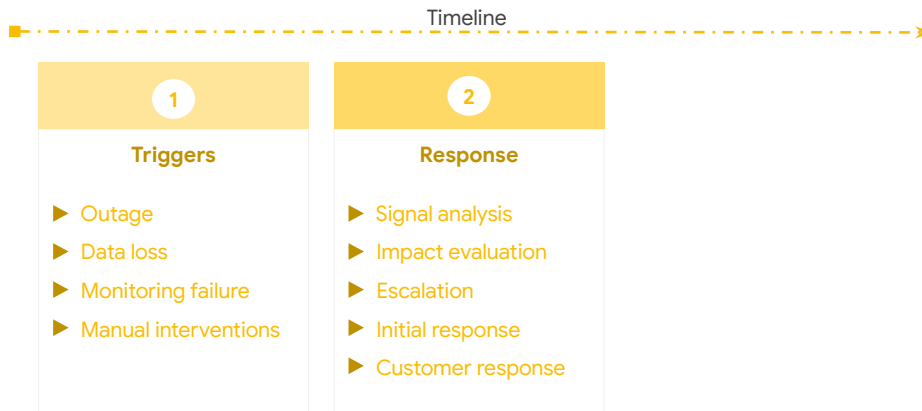 Timeline
1
Triggers
Outage
Data loss
Monitoring failure
Manual interventions
2
Response
Signal analysis
Impact evaluation
Escalation
Initial response
Customer response